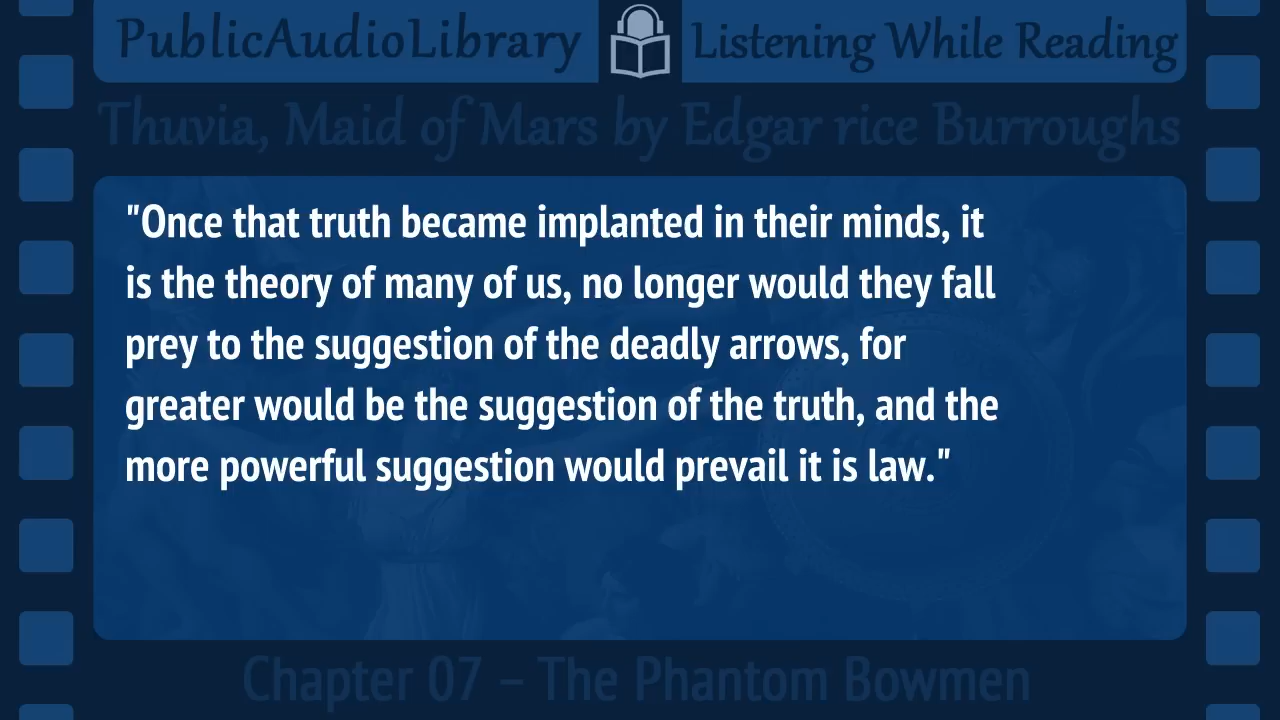 PublicAudioLibrary Listening While Reading
Thuvia, Maid of Mars by Edgar rice Burroughs
"Once that truth became implanted in their minds, it
is the theory of many of us, no longer would they fall
prey to the suggestion of the deadly arrows, for
greater would be the suggestion of the truth, and the
more powerful suggestion would prevail it is law."
Chapter 07 – The Phantom Bowmen